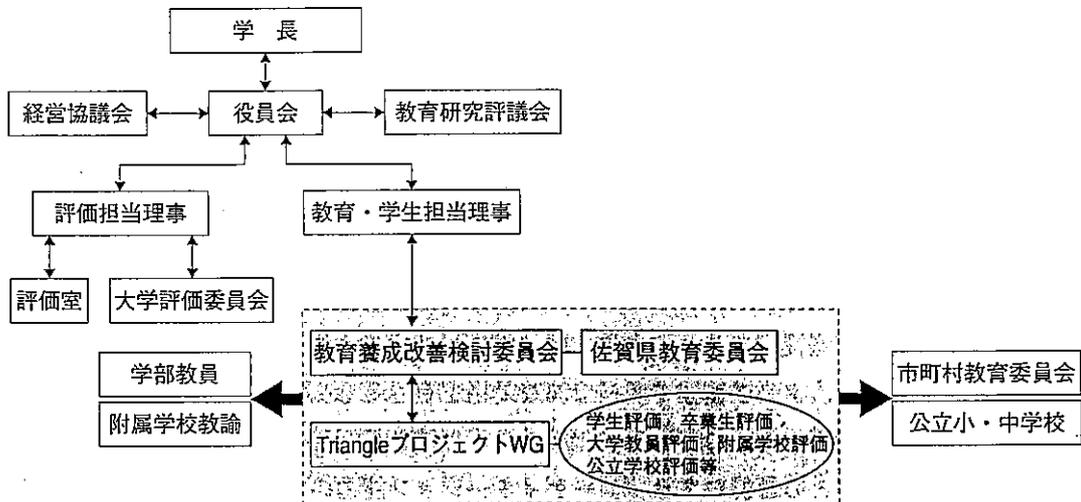 学 長
経営協議会
役員会
教育研究評議会
評価担当理事
教育・学生担当理事
評価室
大学評価委員会
教育養成改善検討委員会
佐賀県教育委員会
学部教員
附属学校教諭
市町村教育委員会
公立小・中学校
TriangleプロジェクトWG
学生評価，卒業生評価，
大学教員評価，附属学校評価
公立学校評価等